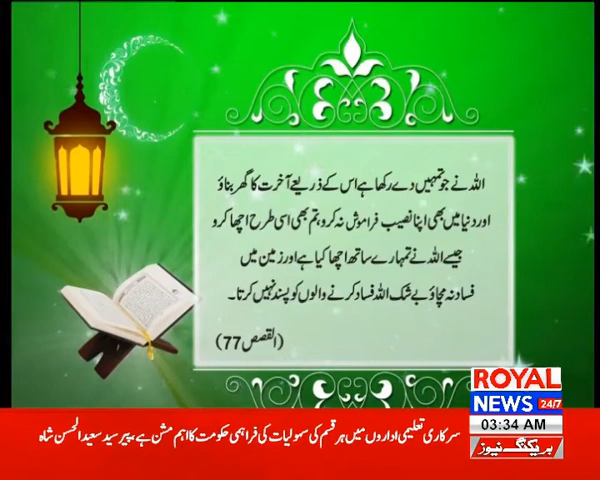 اللہ نے جو تمہیں دے رکھا ہے اس کے ذریعے آخرت کا گھر بناؤ
اور دنیا میں بھی اپنا نصیب فراموش نہ کرو، تم بھی اسی طرح اچھا کرو
جیسے اللہ نے تمہارے ساتھ اچھا کیا ہے اور زمین میں
فساد نہ مچاؤ بے شک اللہ فساد کرنے والوں کو پسند نہیں کرتا۔
(القصص 77)
ROYAL
NEWS 24/7
03:34 AM
بریکنگ نیوز
سرکاری تعلیمی اداروں میں ہر قسم کی سہولیات کی فراہمی حکومت کا اہم مشن ہے، پیر سید سعید الحسن شاہ